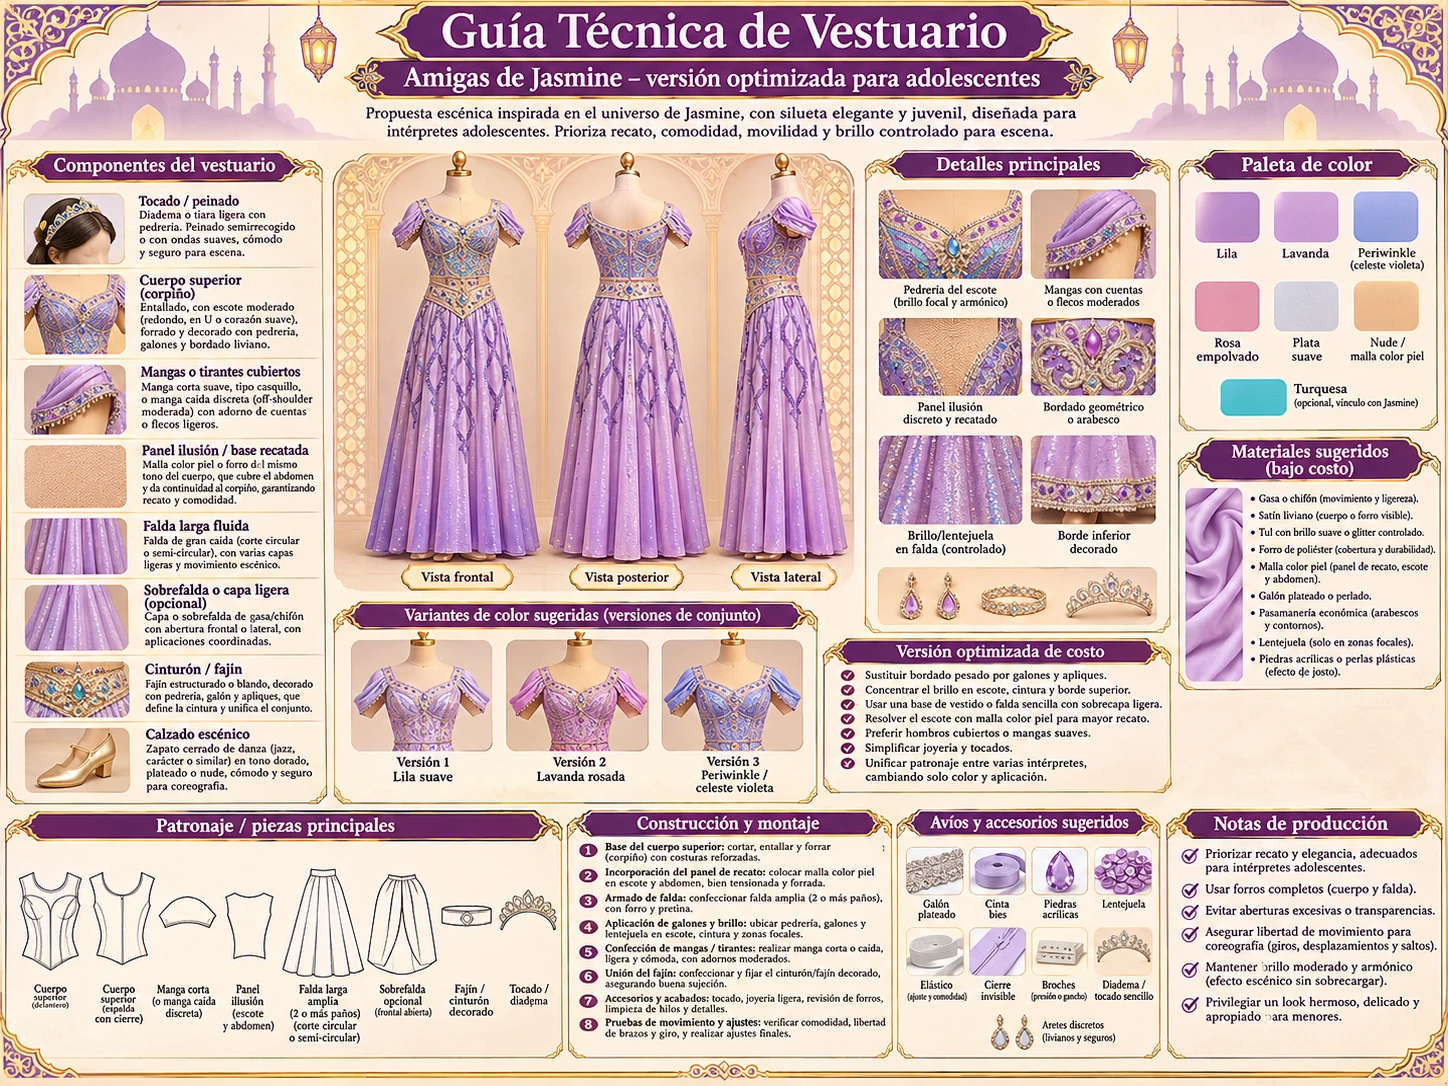 Guía Técnica de Vestuario
Amigas de Jasmine – versión optimizada para adolescentes
Propuesta escénica inspirada en el universo de Jasmine, con silueta elegante y juvenil, diseñada para
intérpretes adolescentes. Prioriza recato, comodidad, movilidad y brillo controlado para escena.
Componentes del vestuario
Tocado / peinado
Diadema o tiara ligera con
pedreria. Peinado semirrecogido
o con ondas suaves, cómodo
y seguro para escena.
Cuerpo superior
(corpiño)
Entallado, con escote moderado
(redondo, en U o corazón suave),
forrado y decorado con pedreria,
galones y bordado liviano.
Mangas o tirantes cubiertos
Manga corta suave, tipo casquillo,
o manga caida discreta (off-shoulder
moderada) con adorno de cuentas
o flecos ligeros.
Panel ilusión / base recatada
Malla color piel o forro del mismo
tono del cuerpo, que cubre el abdomen
y da continuidad al corpiño, garantizando
recato y comodidad.
Falda larga fluida
Falda de gran caida (corte circular
o semi-circular), con varias capas
ligeras y movimiento escénico.
Sobrefalda o capa ligera
(opcional)
Capa o sobrefalda de gasa/chifón
con abertura frontal o lateral, con
aplicaciones coordinadas.
Cinturón / fajín
Fajín estructurado o blando, decorado
con pedrería, galón y apliques, que
define la cintura y unifica el conjunto.
Calzado escénico
Zapato cerrado de danza (jazz,
carácter o similar) en tono dorado,
plateado o nude, cómodo y seguro
para coreografía.
Vista frontal
Vista posterior
Vista lateral
Variantes de color sugeridas (versiones de conjunto)
Versión 1
Lila suave
Versión 2
Lavanda rosada
Versión 3
Periwinkle /
celeste violeta
Detalles principales
Pedrería del escote
(brillo focal y armónico)
Mangas con cuentas
o flecos moderados
Panel ilusión
discreto y recatado
Bordado geométrico
o arabesco
Brillo/lentejuela
en falda (controlado)
Borde inferior
decorado
Versión optimizada de costo
Sustituir bordado pesado por galones y apliques.
Concentrar el brillo en escote, cintura y borde superior.
Usar una base de vestido o falda sencilla con sobrecapa ligera.
Resolver el escote con malla color piel para mayor recato.
Preferir hombros cubiertos o mangas suaves.
Simplificar joyería y tocados.
Unificar patronaje entre varias intérpretes,
cambiando solo color y aplicación.
Paleta de color
Lila
Lavanda
Periwinkle
(celeste violeta)
Rosa
empolvado
Plata
suave
Nude /
malla color piel
Turquesa
(opcional, vínculo con Jasmine)
Materiales sugeridos
(bajo costo)
• Gasa o chifón (movimiento y ligereza).
• Satín liviano (cuerpo o forro visible).
• Tul con brillo suave o glitter controlado.
• Forro de poliéster (cobertura y durabilidad).
• Malla color piel (panel de recato, escote
y abdomen).
• Galón plateado o perlado.
• Pasamanería económica (arabescos
y contornos).
• Lentejuela (solo en zonas focales).
• Piedras acrílicas o perlas plásticas
(efecto de josto).
Patronaje / piezas principales
Cuerpo
superior
(delantero)
Cuerpo
superior
(espalda
con cierre)
Manga corta
(o manga caida
discreta)
Panel
ilusión
(escote
y abdomen)
Falda larga
amplia
(2 o más paños)
(corte circular
o semi-circular)
Sobrefalda
opcional
(frontal abierta)
Fajín /
cinturón
decorado
Tocado /
diadema
Construcción y montaje
1 Base del cuerpo superior: cortar, entallar y forrar
(corpiño) con costuras reforzadas.
2 Incorporación del panel de recato: colocar malla color piel
en escote y abdomen, bien tensionada y forrada.
3 Armado de falda: confeccionar falda amplia (2 o más paños),
con forro y pretina.
4 Aplicación de galones y brillo: ubicar pedrería, galones y
lentejuela en escote, cintura y zonas focales.
5 Confección de mangas / tirantes: realizar manga corta o caída,
ligera y cómoda, con adornos moderados.
6 Unión del fajín: confeccionar y fijar el cinturón/fajín decorado,
asegurando buena sujeción.
7 Accesorios y acabados: tocado, joyería ligera, revisión de forros,
limpieza de hilos y detalles.
8 Pruebas de movimiento y ajustes: verificar comodidad, libertad
de brazos y giro, y realizar ajustes finales.
Avíos y accesorios sugeridos
Galón
plateado
Cinta
bies
Piedras
acrílicas
Lentejuela
Elástico
(ajuste y comodidad)
Cierre
invisible
Broches
(presión o gancho)
Diadema /
tocado sencillo
Aretes discretos
(livianos y seguros)
Notas de producción
Priorizar recato y elegancia, adecuados
para intérpretes adolescentes.
Usar forros completos (cuerpo y falda).
Evitar aberturas excesivas o transparencias.
Asegurar libertad de movimiento para
coreografía (giros, desplazamientos y saltos).
Mantener brillo moderado y armónico
(efecto escénico sin sobrecargar).
Privilegiar un look hermoso, delicado y
apropiado para menores.